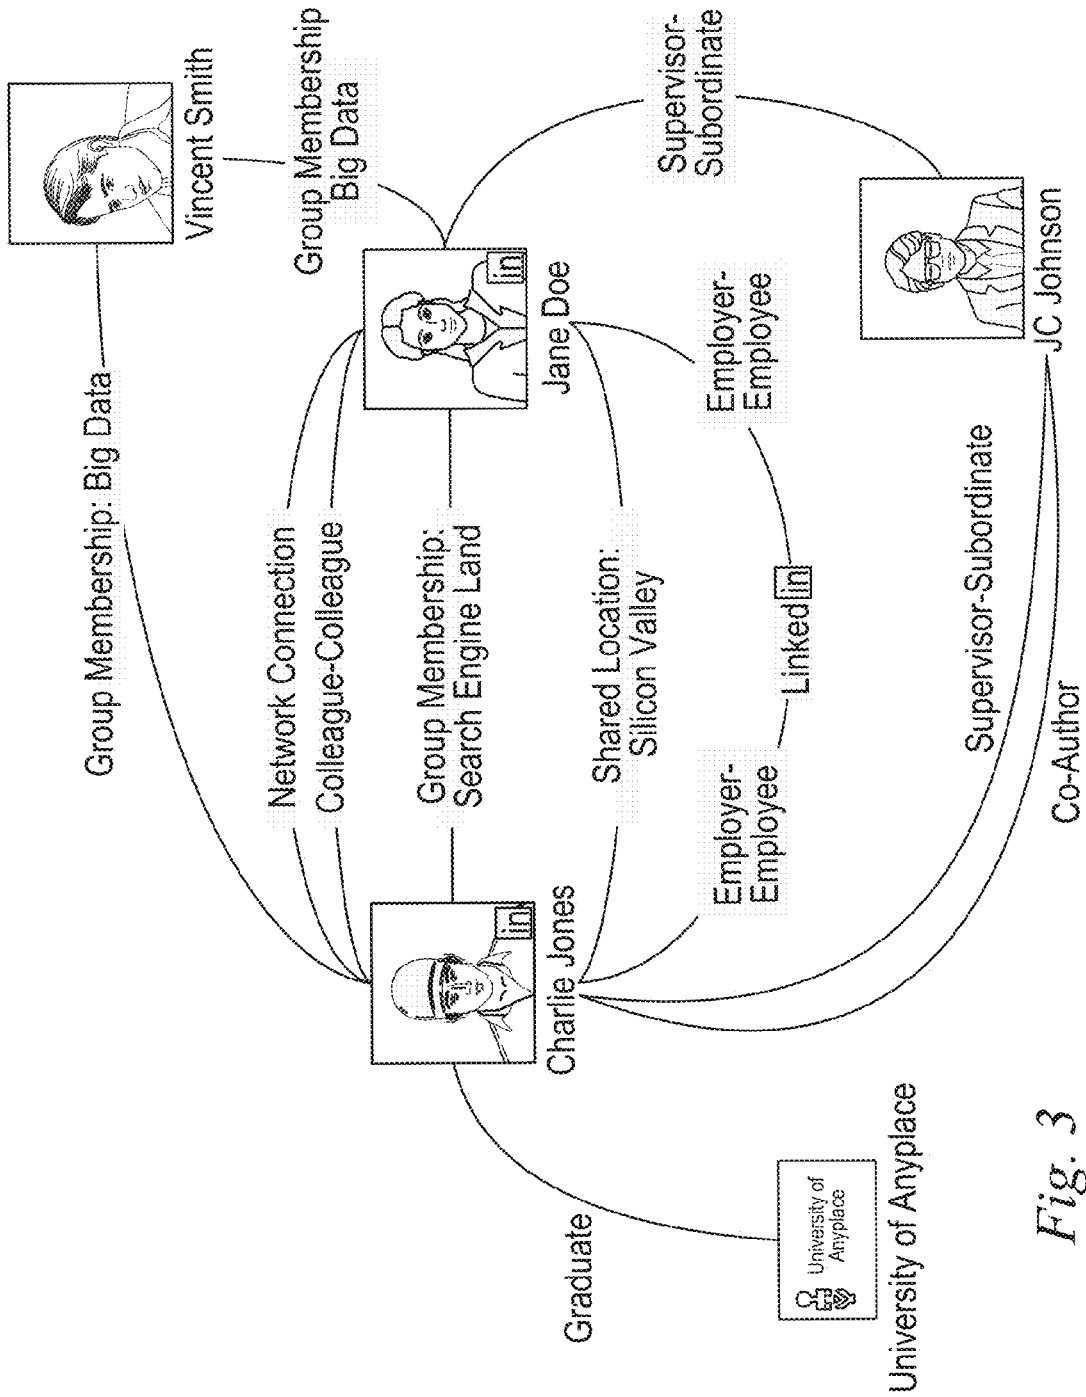 Vincent Smith
Group Membership: Big Data
Group Membership
Big Data
Network Connection
Colleague-Colleague
in
Jane Doe
Supervisor-
Subordinate
Group Membership:
Search Engine Land
in
Charlie Jones
Shared Location:
Silicon Valley
Employer-
Employee
Employer-
Employee
Linked in
JC Johnson
Graduate
University of
Anyplace
University of Anyplace
Supervisor-Subordinate
Co-Author
Fig. 3